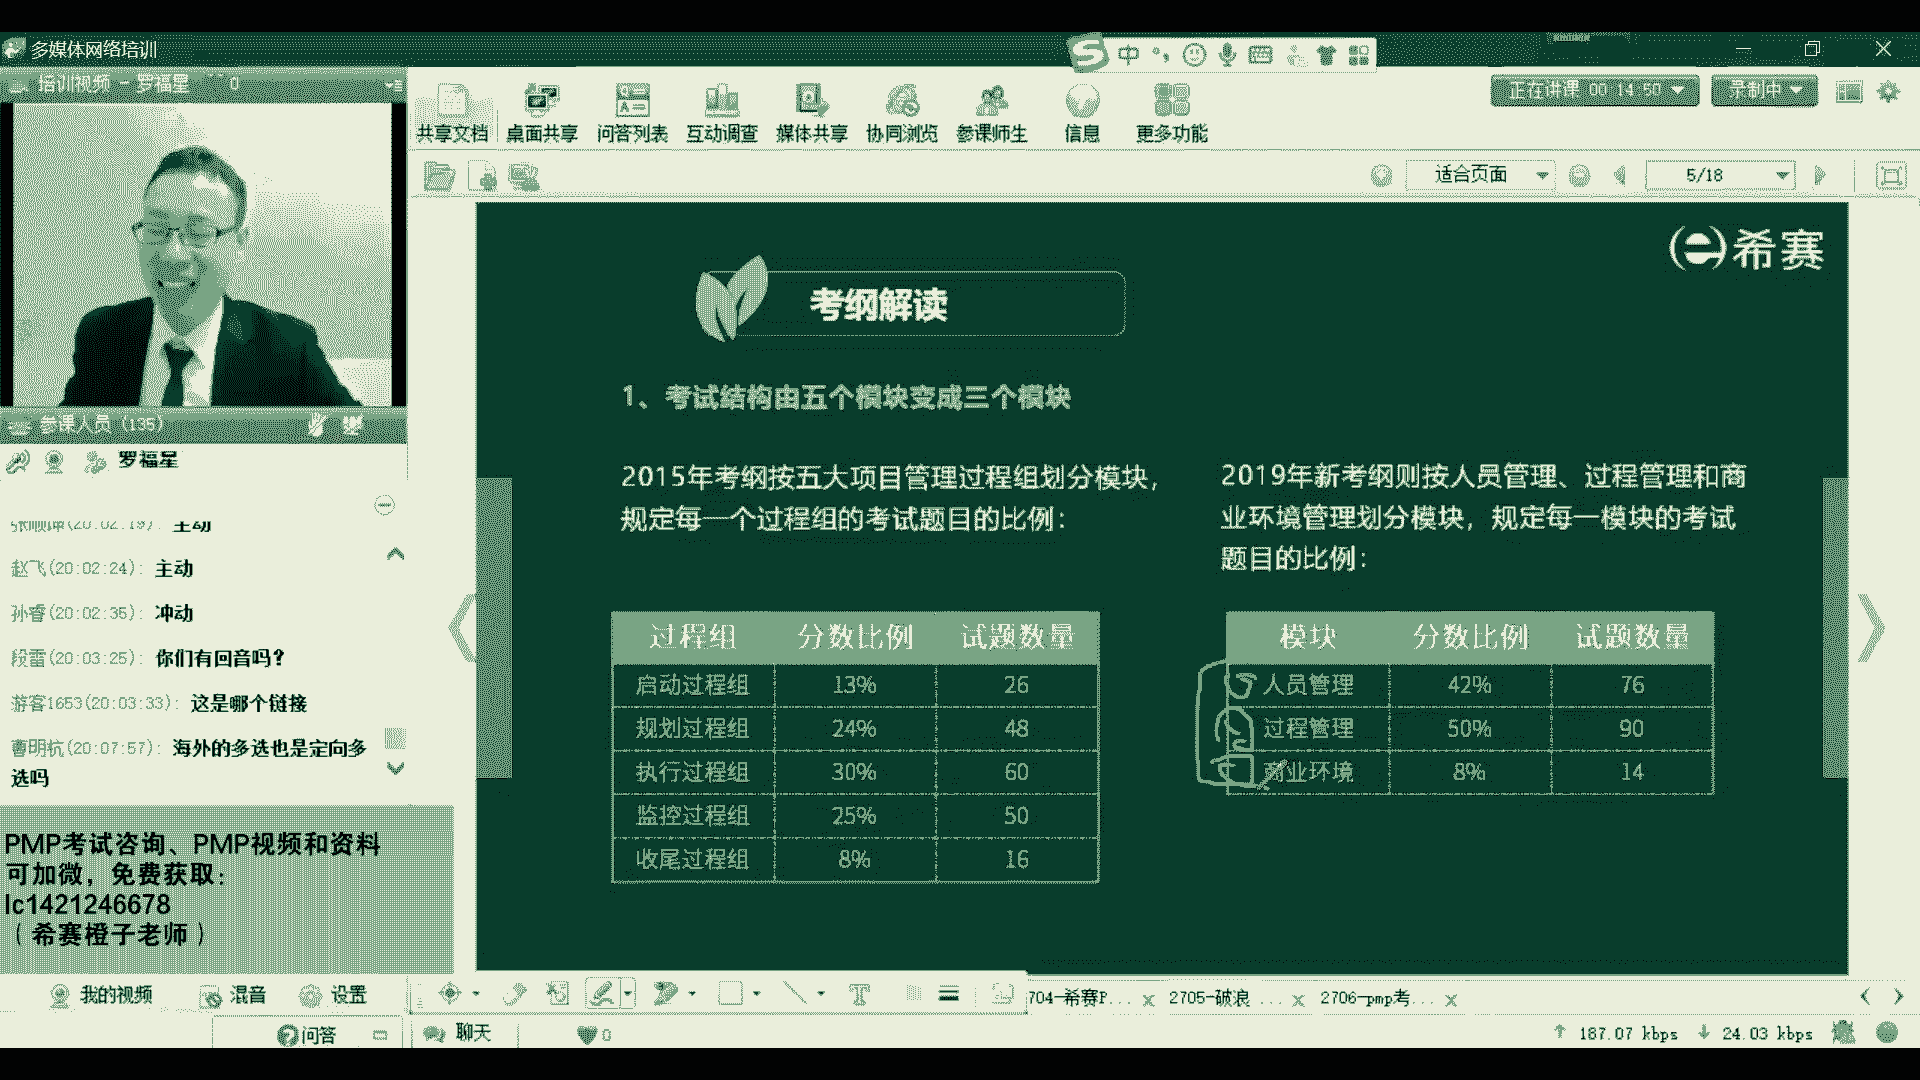 多媒体网络培训
培训视频 - 罗福星
中
正在讲课 00 14 50
录制中
共享文档
桌面共享
问答列表
互动调查
媒体共享
协同浏览
参课师生
信息
更多功能
适合页面
5/18
参课人员 (135)
罗福星
(20:02:19): 主动
赵飞(20:02:24): 主动
孙睿(20:02:35): 冲动
段雷(20:03:25): 你们有回音吗?
游客1653(20:03:33): 这是哪个链接
曹明杭(20:07:57): 海外的多选也是定向多
选吗
PMP考试咨询、PMP视频和资料
可加微，免费获取：
lc1421246678
（希赛橙子老师）
我的视频
混音
设置
问答
希赛
考纲解读
1、考试结构由五个模块变成三个模块
2015年考纲按五大项目管理过程组划分模块，
规定每一个过程组的考试题目的比例：
过程组 分数比例 试题数量
启动过程组 13% 26
规划过程组 24% 48
执行过程组 30% 60
监控过程组 25% 50
收尾过程组 8% 16
2019年新考纲则按人员管理、过程管理和商
业环境管理划分模块，规定每一模块的考试
题目的比例：
模块 分数比例 试题数量
人员管理 42% 76
过程管理 50% 90
商业环境 8% 14
704-希赛P...
2705-破浪 ...
2706-pmp考...
聊天
0
187.07 kbps
24.03 kbps